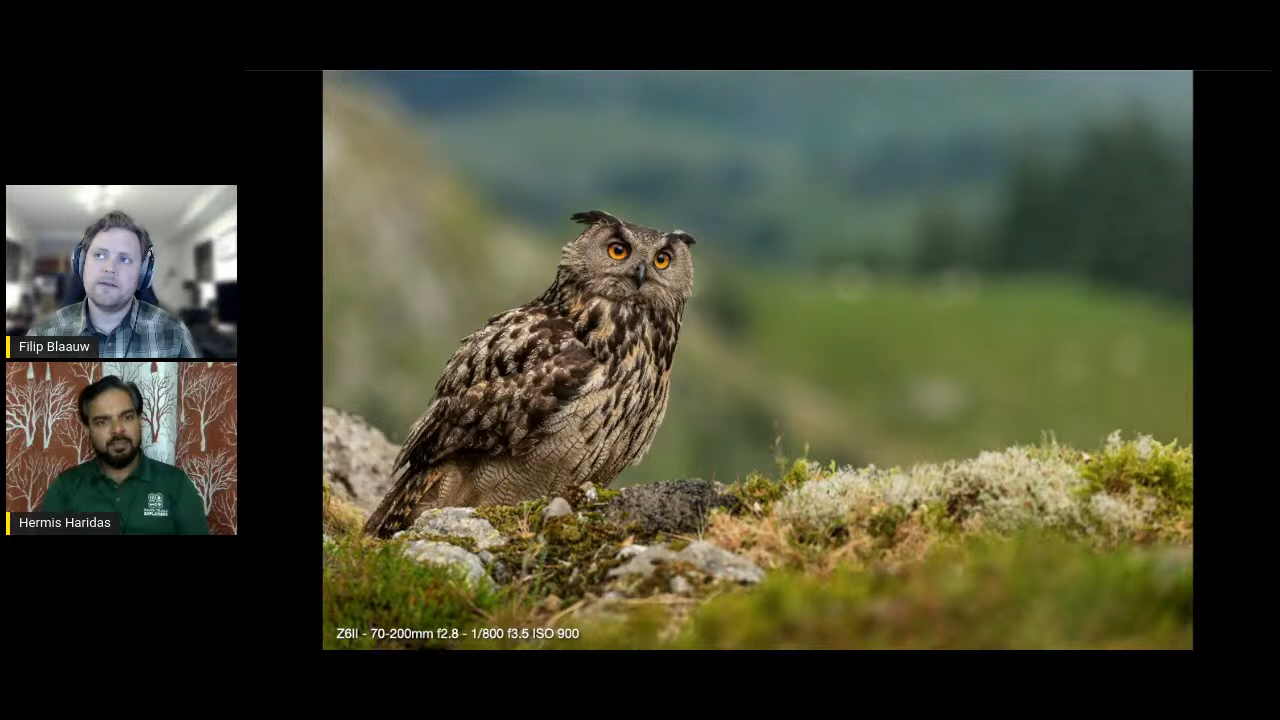 Filip Blaauw
Hermis Haridas
Z6II - 70-200mm f2.8 - 1/800 f3.5 ISO 900